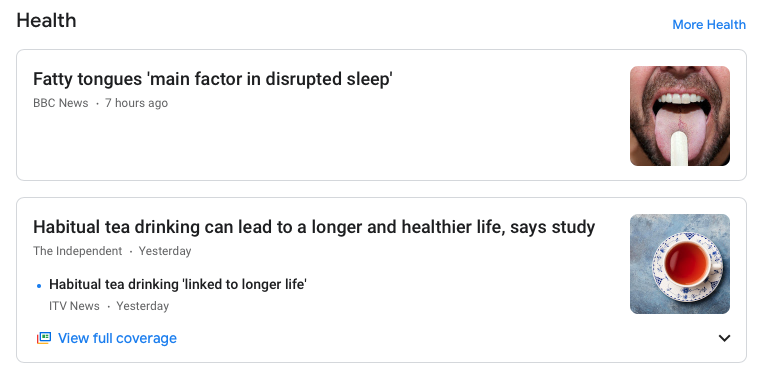 Health
More Health
Fatty tongues 'main factor in disrupted sleep'
BBC News · 7 hours ago
Habitual tea drinking can lead to a longer and healthier life, says study
The Independent · Yesterday
Habitual tea drinking 'linked to longer life'
ITV News · Yesterday
View full coverage